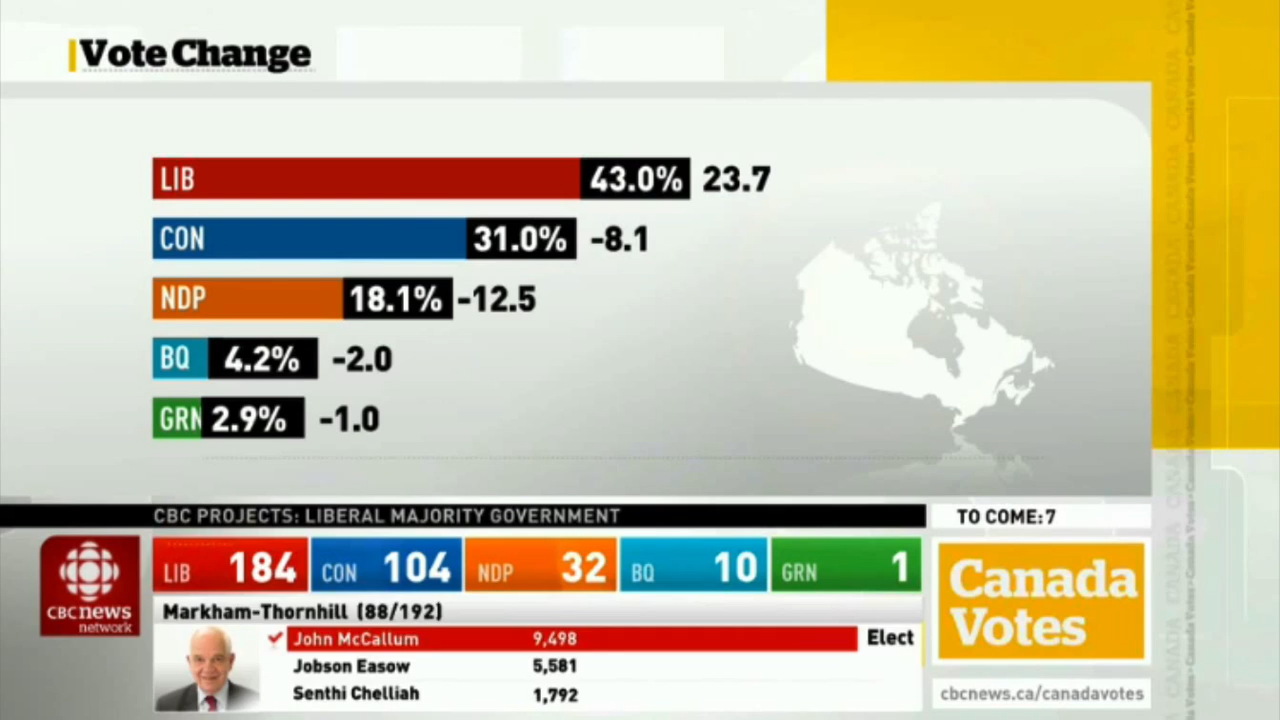 Vote Change
LIB 43.0% 23.7
CON 31.0% -8.1
NDP 18.1% -12.5
BQ 4.2% -2.0
GRN 2.9% -1.0
CBC PROJECTS: LIBERAL MAJORITY GOVERNMENT
TO COME:7
LIB 184 CON 104 NDP 32 BQ 10 GRN 1
CBCnews
network
Markham-Thornhill (88/192)
John McCallum 9,498 Elect
Jobson Easow 5,581
Senthi Chelliah 1,792
Canada
Votes
cbcnews.ca/canadavotes